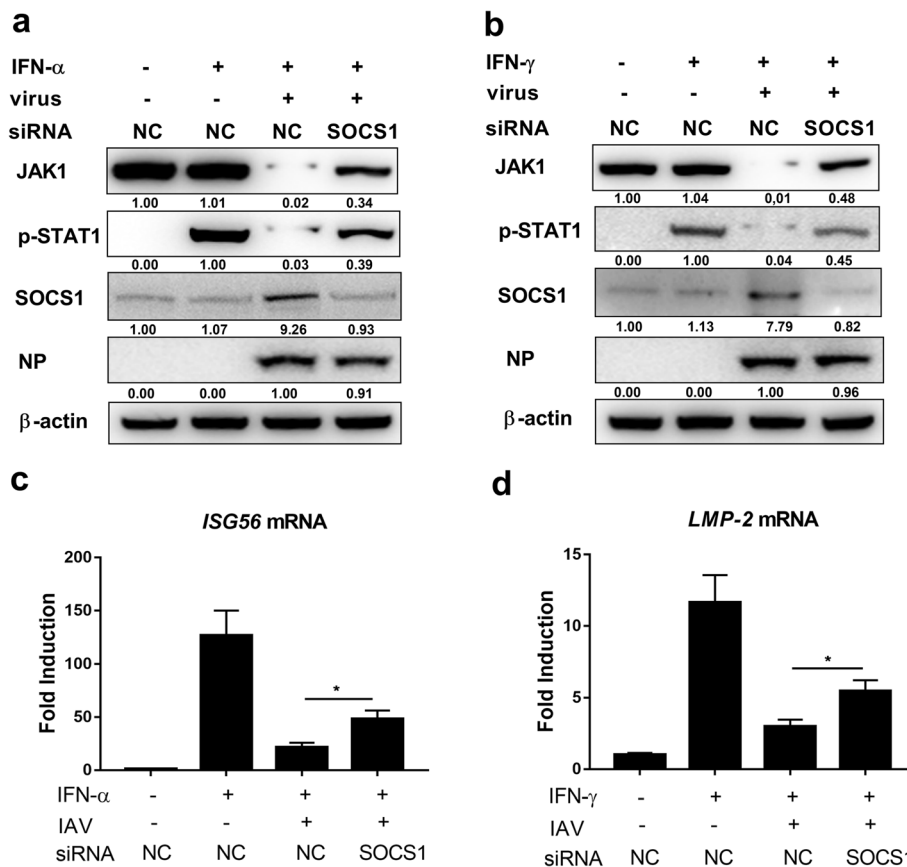 a
IFN-α - + + +
virus - - + +
siRNA NC NC NC SOCS1
JAK1
1.00 1.01 0.02 0.34
p-STAT1
0.00 1.00 0.03 0.39
SOCS1
1.00 1.07 9.26 0.93
NP
0.00 0.00 1.00 0.91
β-actin
b
IFN-γ - + + +
virus - - + +
siRNA NC NC NC SOCS1
JAK1
1.00 1.04 0,01 0.48
p-STAT1
0.00 1.00 0.04 0.45
SOCS1
1.00 1.13 7.79 0.82
NP
0.00 0.00 1.00 0.96
β-actin
c
ISG56 mRNA
Fold Induction
200
150
100
50
0
*
IFN-α - + + +
IAV - - + +
siRNA NC NC NC SOCS1
d
LMP-2 mRNA
Fold Induction
15
10
5
0
*
IFN-γ - + + +
IAV - - + +
siRNA NC NC NC SOCS1